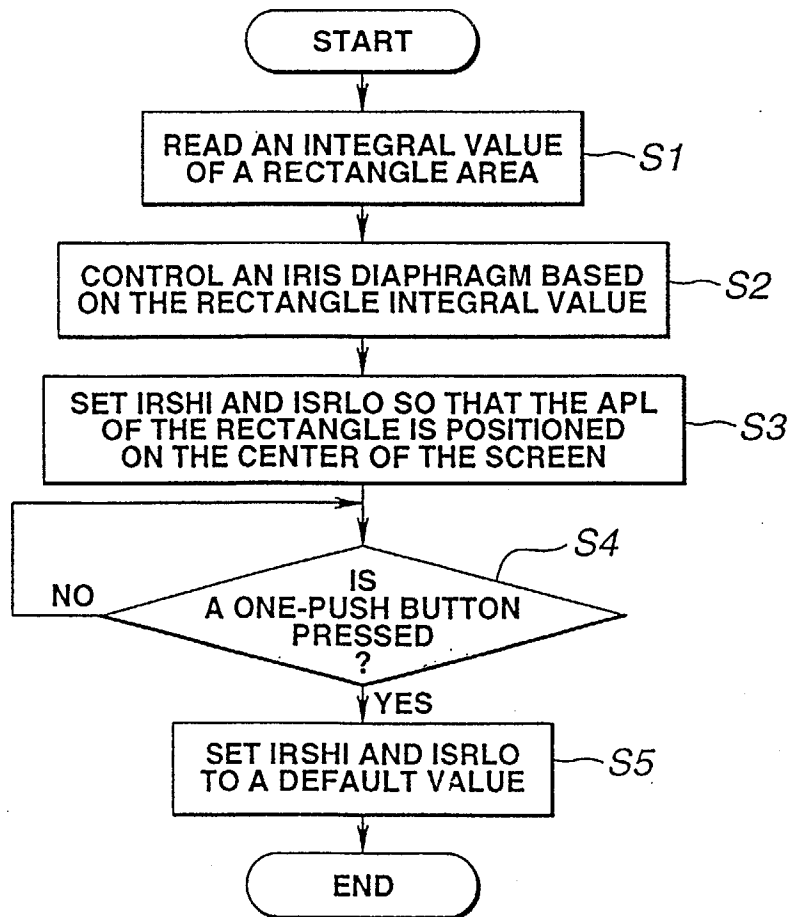 START
READ AN INTEGRAL VALUE
OF A RECTANGLE AREA
S1
CONTROL AN IRIS DIAPHRAGM BASED
ON THE RECTANGLE INTEGRAL VALUE
S2
SET IRSHI AND ISRLO SO THAT THE APL
OF THE RECTANGLE IS POSITIONED
ON THE CENTER OF THE SCREEN
S3
S4
IS
A ONE-PUSH BUTTON
PRESSED
?
NO
YES
SET IRSHI AND ISRLO
TO A DEFAULT VALUE
S5
END